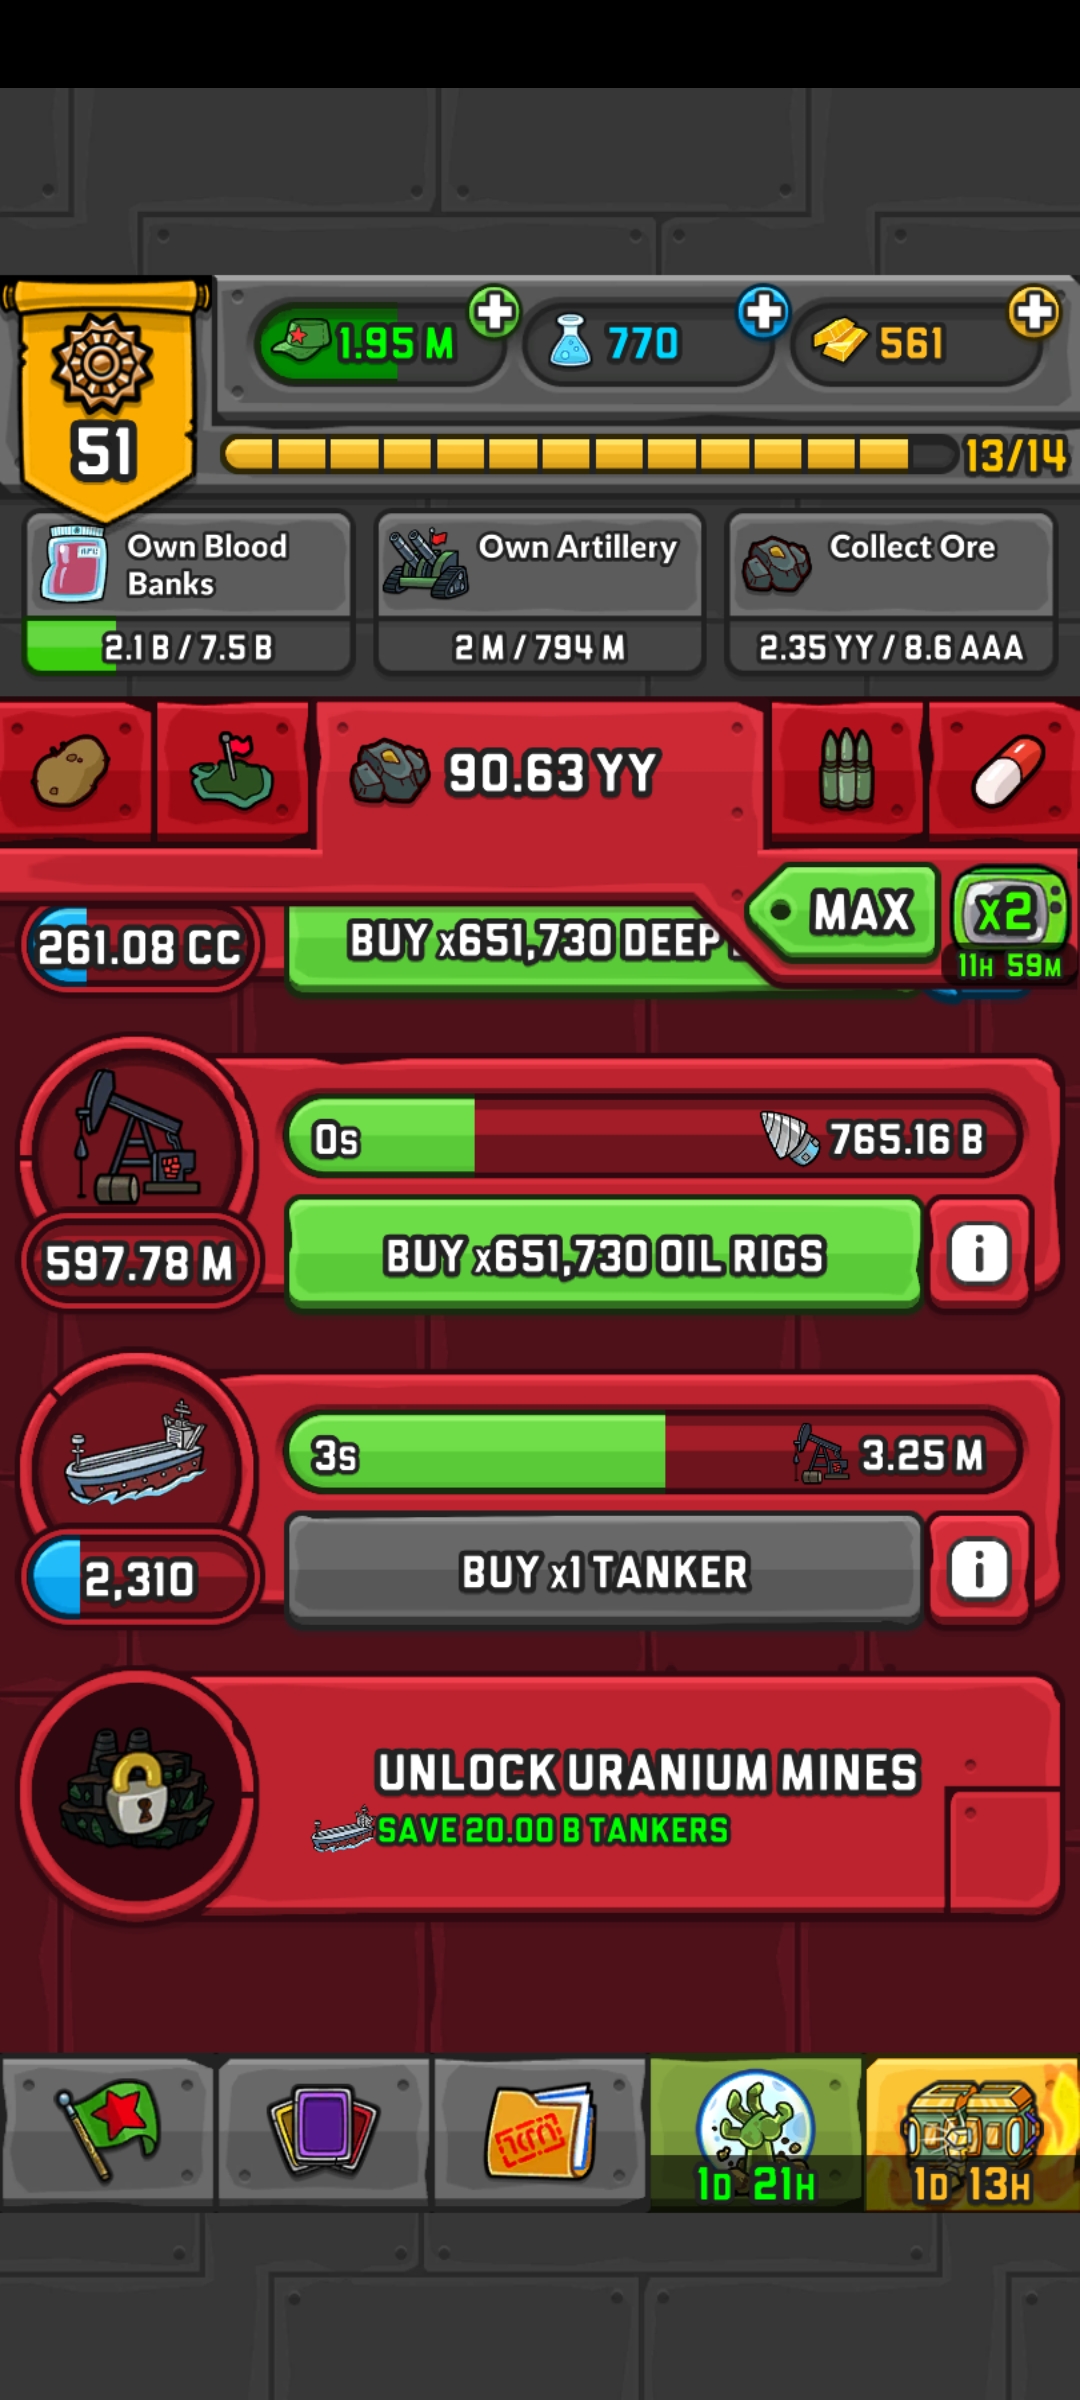 1.95 M
770
561
51
13/14
Own Blood
Banks
2.1 B / 7.5 B
Own Artillery
2 M / 794 M
Collect Ore
2.35 YY / 8.6 AAA
90.63 YY
MAX
x2
11H 59M
261.08 CC
BUY x651,730 DEEP
0s
765.16 B
597.78 M
BUY x651,730 OIL RIGS
i
3s
3.25 M
2,310
BUY x1 TANKER
i
UNLOCK URANIUM MINES
SAVE 20.00 B TANKERS
1D 21H
1D 13H